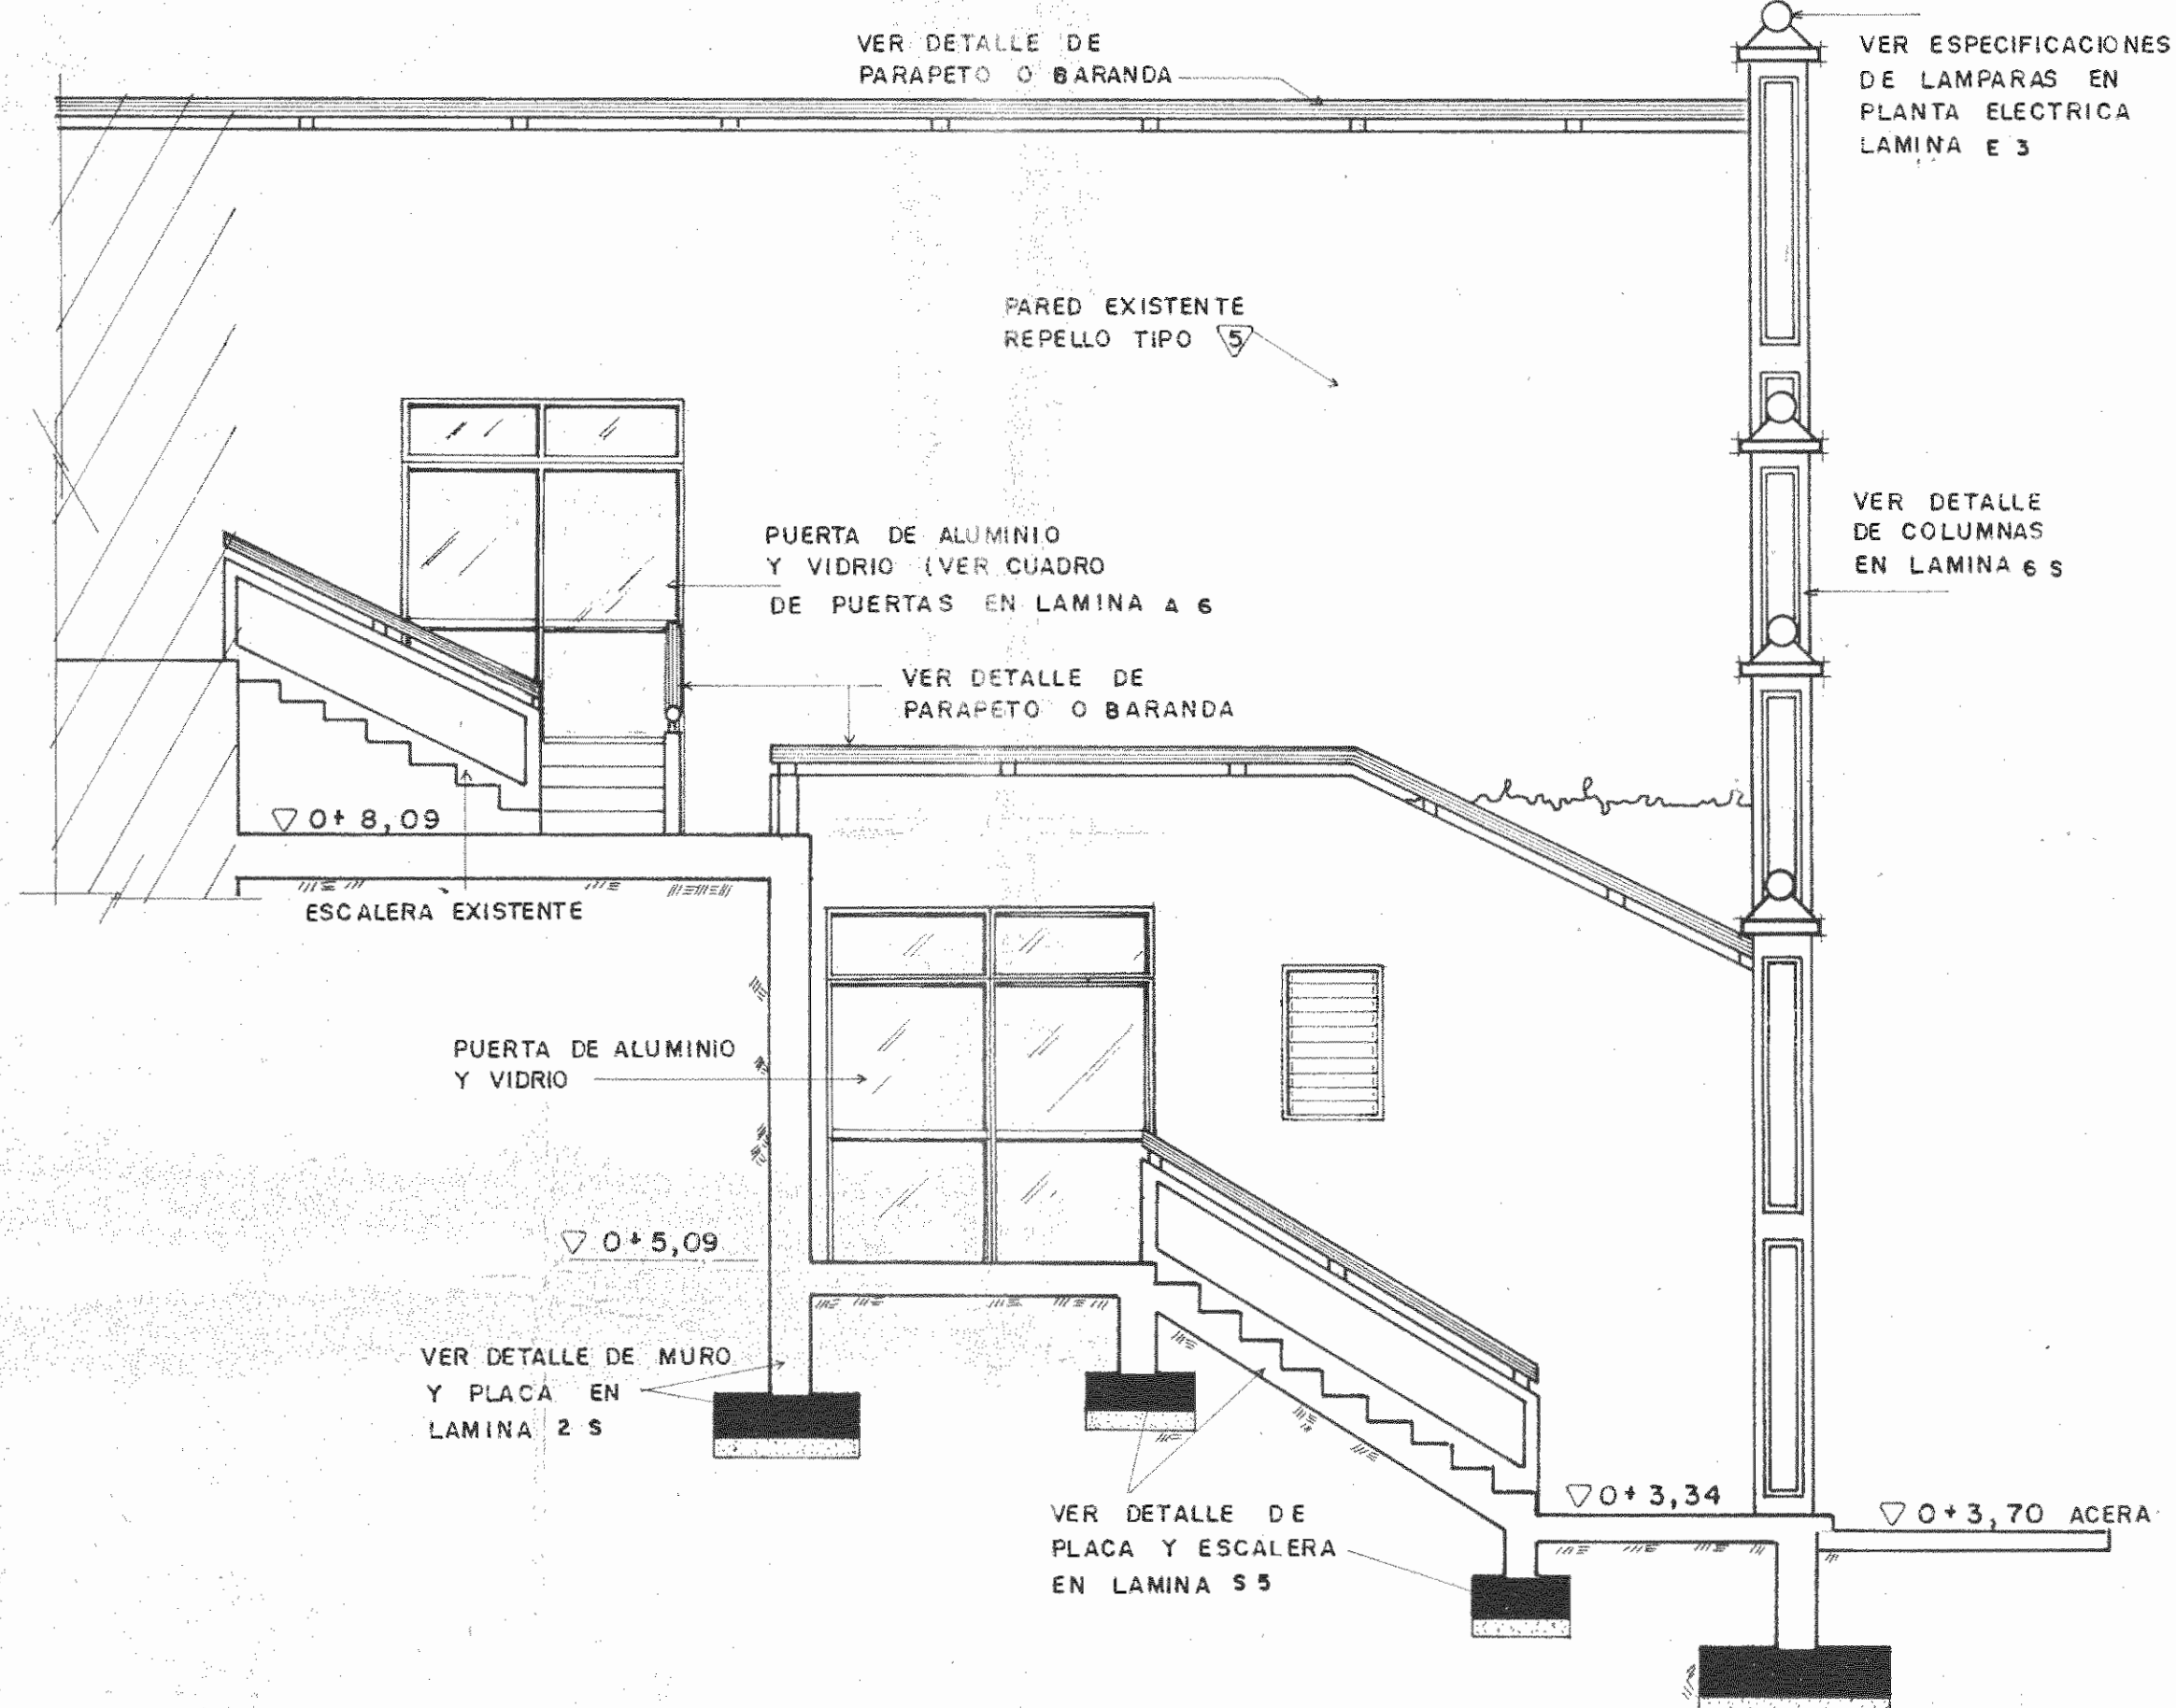 VER DETALLE DE
PARAPETO O BARANDA
VER ESPECIFICACIONES
DE LAMPARAS EN
PLANTA ELECTRICA
LAMINA E 3
PARED EXISTENTE
REPELLO TIPO 5
PUERTA DE ALUMINIO
Y VIDRIO (VER CUADRO
DE PUERTAS EN LAMINA A 6
VER DETALLE
DE COLUMNAS
EN LAMINA 6 S
VER DETALLE DE
PARAPETO O BARANDA
0+ 8,09
ESCALERA EXISTENTE
PUERTA DE ALUMINIO
Y VIDRIO
0+5,09
VER DETALLE DE MURO
Y PLACA EN
LAMINA 2 S
VER DETALLE DE
PLACA Y ESCALERA
EN LAMINA S 5
0+ 3,34
0+3,70 ACERA